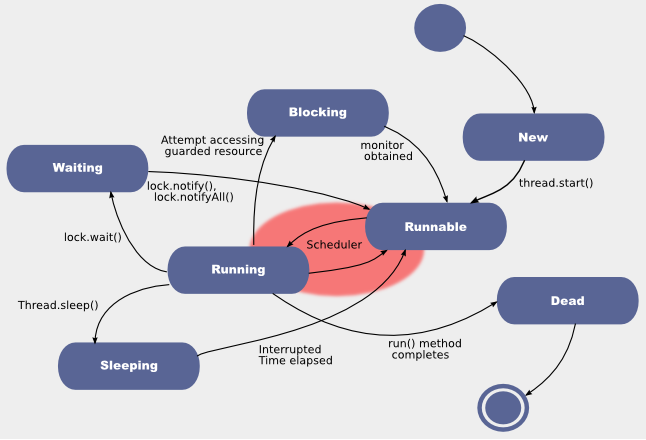 Blocking
New
Attempt accessing
guarded resource
monitor
obtained
Waiting
thread.start()
lock.notify(),
lock.notifyAll()
Runnable
lock.wait()
Scheduler
Running
Dead
Thread.sleep()
Interrupted
Time elapsed
run() method
completes
Sleeping